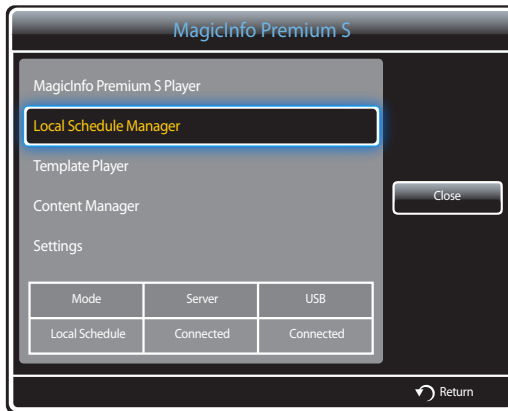 MagicInfo Premium S
MagicInfo Premium S Player
Local Schedule Manager
Template Player
Content Manager
Settings
Close
Mode Server USB
Local Schedule Connected Connected
Return